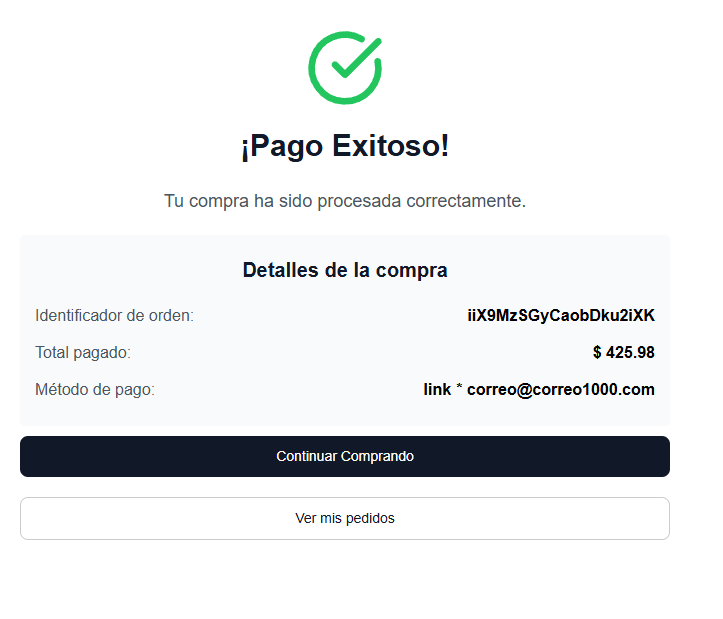 ¡Pago Exitoso!
Tu compra ha sido procesada correctamente.
Detalles de la compra
Identificador de orden: iiX9MzSGyCaobDku2iXK
Total pagado: $ 425.98
Método de pago: link * correo@correo1000.com
Continuar Comprando
Ver mis pedidos